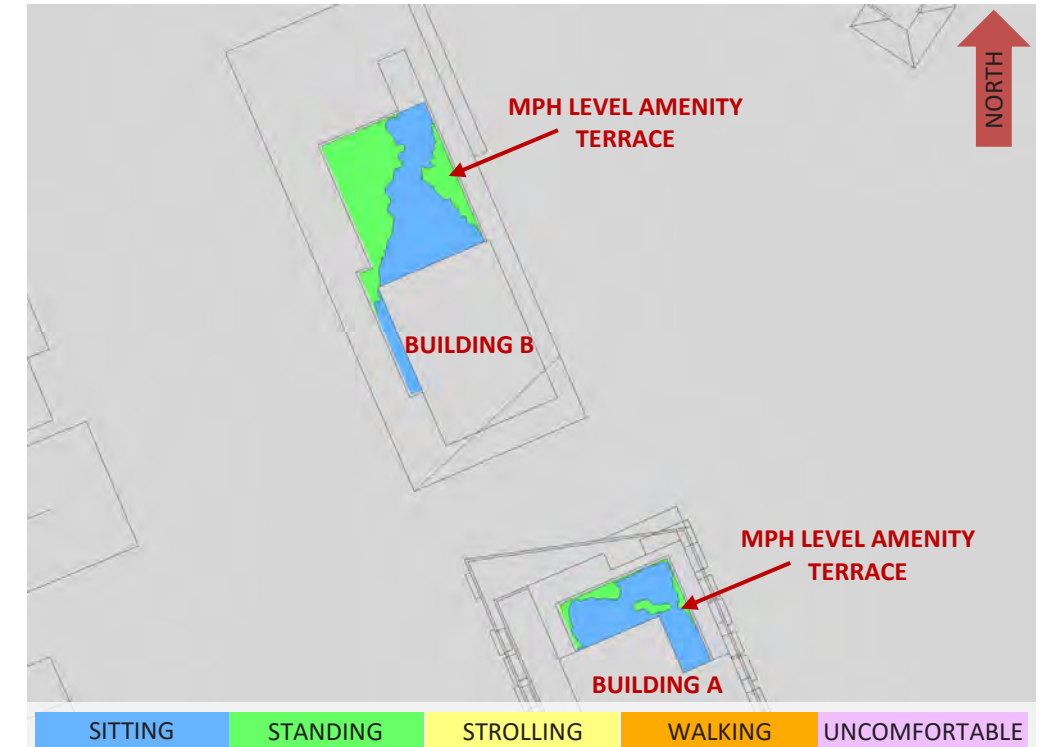 NORTH
MPH LEVEL AMENITY
TERRACE
BUILDING B
MPH LEVEL AMENITY
TERRACE
BUILDING A
SITTING
STANDING
STROLLING
WALKING
UNCOMFORTABLE